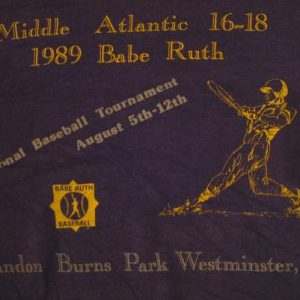 Middle Atlantic 16-18
1989 Babe Ruth
onal Baseball Tournament
August 5th-12th
BABE RUTH
BASEBALL
andon Burns Park Westminster,